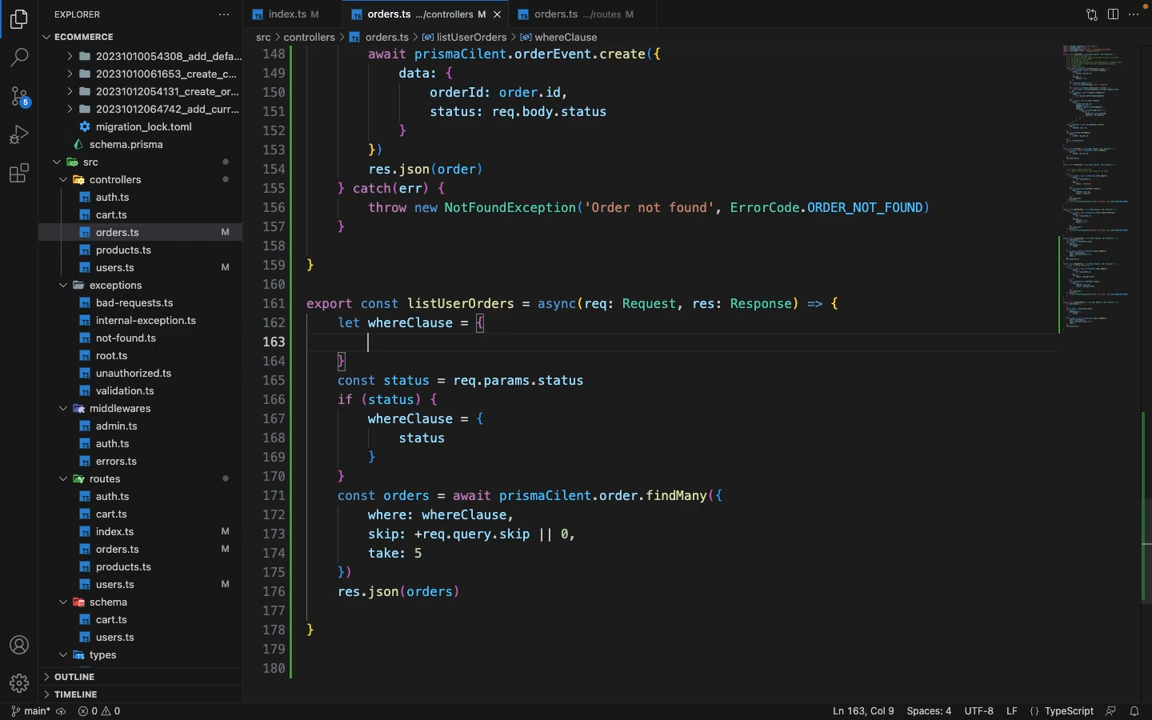 EXPLORER
index.ts M
orders.ts .../controllers M
orders.ts .../routes M
ECOMMERCE
src > controllers > orders.ts > listUserOrders > whereClause
20231010054308_add_defa...
20231010061653_create_c...
20231012054131_create_or...
20231012064742_add_curr...
migration_lock.toml
schema.prisma
src
controllers
auth.ts
cart.ts
orders.ts M
products.ts
users.ts M
exceptions
bad-requests.ts
internal-exception.ts
not-found.ts
root.ts
unauthorized.ts
validation.ts
middlewares
admin.ts
auth.ts
errors.ts
routes
auth.ts
cart.ts
index.ts M
orders.ts M
products.ts
users.ts M
schema
cart.ts
users.ts
types
OUTLINE
TIMELINE
6
148 await prismaCilent.orderEvent.create({
149 data: {
150 orderId: order.id,
151 status: req.body.status
152 }
153 })
154 res.json(order)
155 } catch(err) {
156 throw new NotFoundException('Order not found', ErrorCode.ORDER_NOT_FOUND)
157 }
158
159 }
160
161 export const listUserOrders = async(req: Request, res: Response) => {
162 let whereClause = {
163
164 }
165 const status = req.params.status
166 if (status) {
167 whereClause = {
168 status
169 }
170 }
171 const orders = await prismaCilent.order.findMany({
172 where: whereClause,
173 skip: +req.query.skip || 0,
174 take: 5
175 })
176 res.json(orders)
177
178 }
179
180
main* 0 0 Ln 163, Col 9 Spaces: 4 UTF-8 LF {} TypeScript